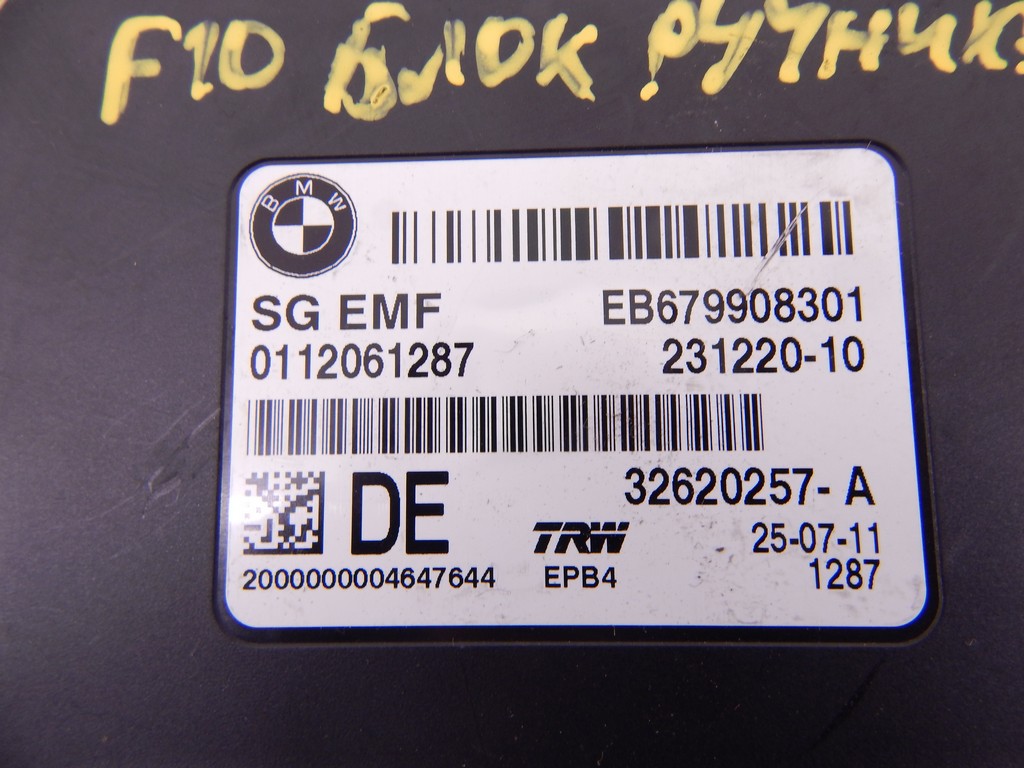 F10 блок ручник
BMW
SG EMF EB679908301
0112061287 231220-10
DE 32620257-A
TRW 25-07-11
2000000004647644 EPB4 1287